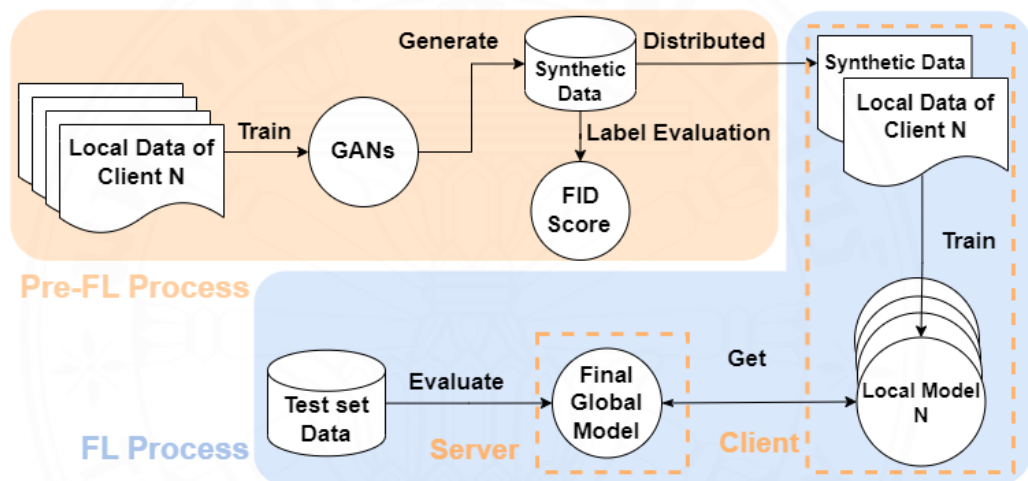 Generate
Distributed
Synthetic
Data
Synthetic Data
Local Data of
Client N
Train
GANs
Local Data of
Client N
Label Evaluation
FID
Score
Train
Pre-FL Process
Get
Evaluate
Final
Global
Model
Test set
Data
Local Model
N
FL Process
Server
Client